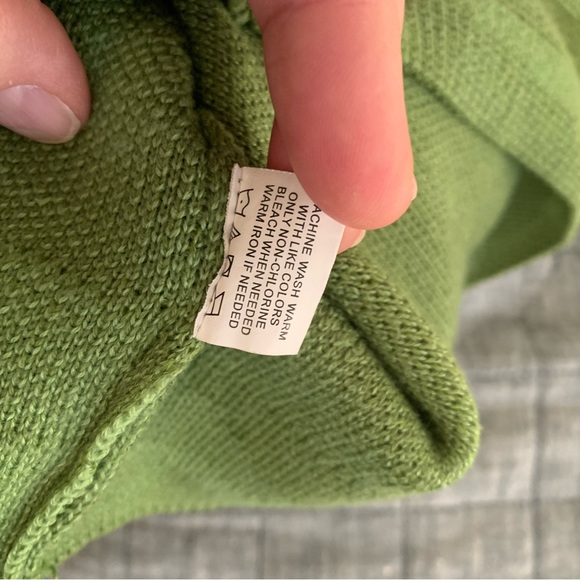 ACHINE WASH WARM
WITH LIKE COLORS
ONLY NON-CHLORINE
BLEACH WHEN NEEDED
WARM IRON IF NEEDED